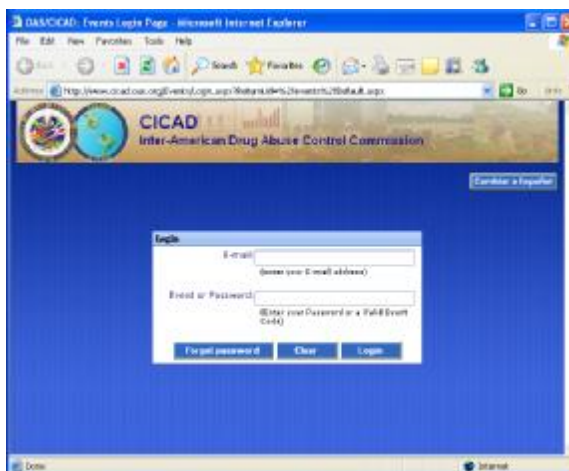 OAS/CICAD: Events Login Page - Microsoft Internet Explorer
File Edit View Favorites Tools Help
Back Search Favorites
Address Go Links
CICAD
Inter-American Drug Abuse Control Commission
Cambiar a Español
Login
E-mail
(enter your E-mail address)
Event or Password
(Enter your Password or a Valid Event
Code)
Forgot password Clear Login
Done Internet